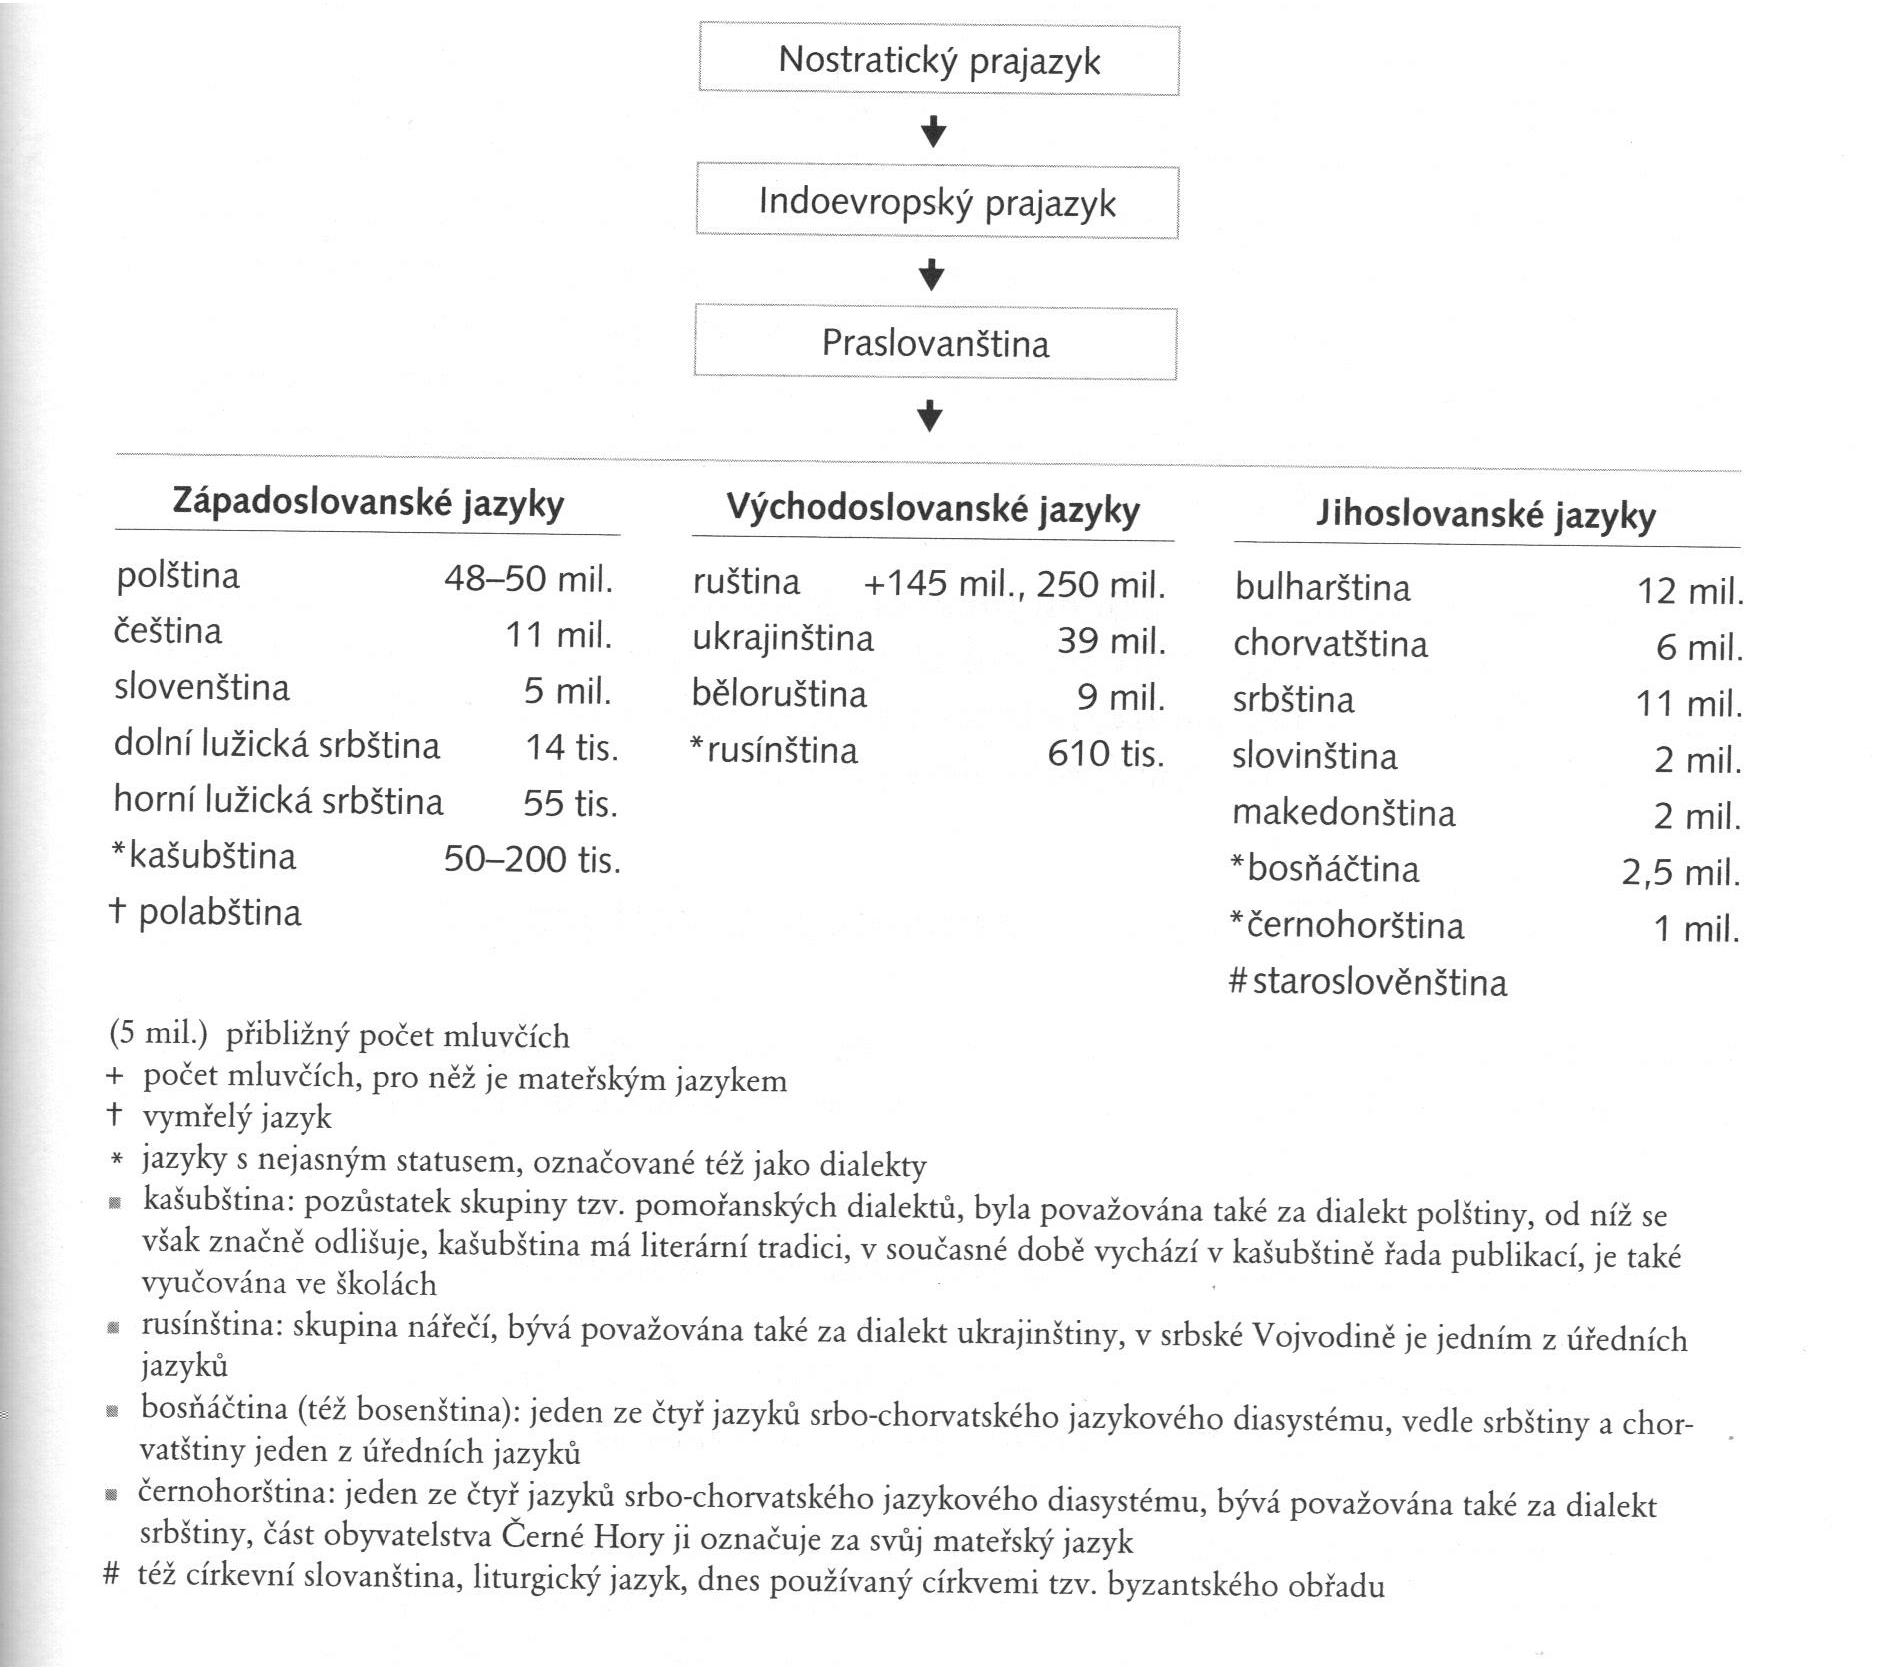 Nostratický prajazyk
Indoevropský prajazyk
Praslovanština
Západoslovanské jazyky
polština 48–50 mil.
čeština 11 mil.
slovenština 5 mil.
dolní lužická srbština 14 tis.
horní lužická srbština 55 tis.
*kašubština 50–200 tis.
† polabština
Východoslovanské jazyky
ruština +145 mil., 250 mil.
ukrajinština 39 mil.
běloruština 9 mil.
*rusínština 610 tis.
Jihoslovanské jazyky
bulharština 12 mil.
chorvatština 6 mil.
srbština 11 mil.
slovinština 2 mil.
makedonština 2 mil.
*bosňáčtina 2,5 mil.
*černohorština 1 mil.
#staroslověnština
(5 mil.) přibližný počet mluvčích
+ počet mluvčích, pro něž je mateřským jazykem
† vymřelý jazyk
* jazyky s nejasným statusem, označované též jako dialekty
▪ kašubština: pozůstatek skupiny tzv. pomořanských dialektů, byla považována také za dialekt polštiny, od níž se
však značně odlišuje, kašubština má literární tradici, v současné době vychází v kašubštině řada publikací, je také
vyučována ve školách
▪ rusínština: skupina nářečí, bývá považována také za dialekt ukrajinštiny, v srbské Vojvodině je jedním z úředních
jazyků
▪ bosňáčtina (též bosenština): jeden ze čtyř jazyků srbo-chorvatského jazykového diasystému, vedle srbštiny a chor-
vatštiny jeden z úředních jazyků
▪ černohorština: jeden ze čtyř jazyků srbo-chorvatského jazykového diasystému, bývá považována také za dialekt
srbštiny, část obyvatelstva Černé Hory ji označuje za svůj mateřský jazyk
# též církevní slovanština, liturgický jazyk, dnes používaný církvemi tzv. byzantského obřadu